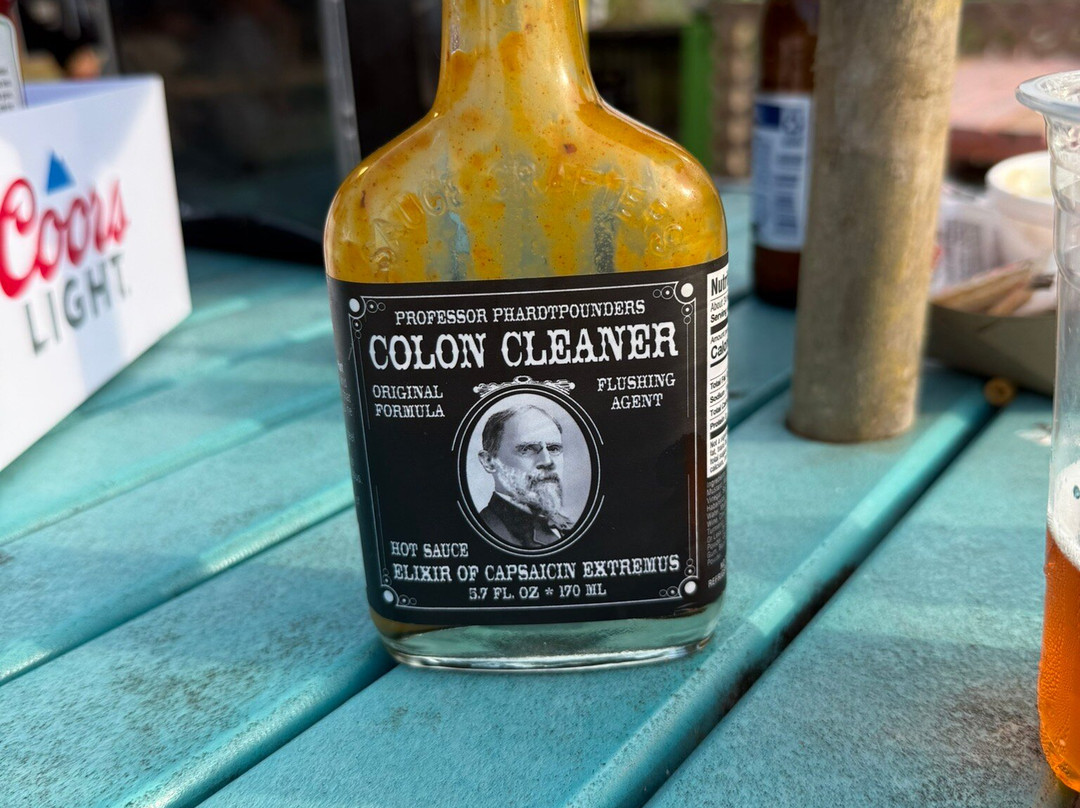 Coors
LIGHT
SAUCE CRAFTERS
PROFESSOR PHARDTPOUNDERS
COLON CLEANER
ORIGINAL
FORMULA
FLUSHING
AGENT
HOT SAUCE
ELIXIR OF CAPSAICIN EXTREMUS
5.7 FL. OZ * 170 ML